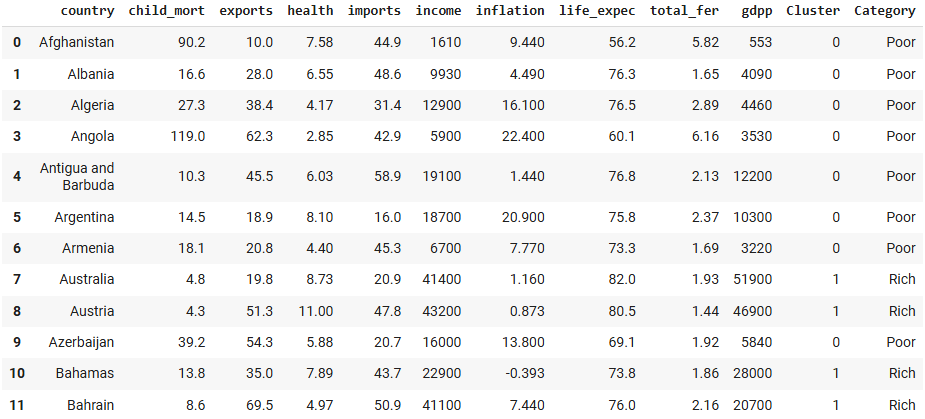 country child_mort exports health imports income inflation life_expec total_fer gdpp Cluster Category
0 Afghanistan 90.2 10.0 7.58 44.9 1610 9.440 56.2 5.82 553 0 Poor
1 Albania 16.6 28.0 6.55 48.6 9930 4.490 76.3 1.65 4090 0 Poor
2 Algeria 27.3 38.4 4.17 31.4 12900 16.100 76.5 2.89 4460 0 Poor
3 Angola 119.0 62.3 2.85 42.9 5900 22.400 60.1 6.16 3530 0 Poor
4 Antigua and
Barbuda 10.3 45.5 6.03 58.9 19100 1.440 76.8 2.13 12200 0 Poor
5 Argentina 14.5 18.9 8.10 16.0 18700 20.900 75.8 2.37 10300 0 Poor
6 Armenia 18.1 20.8 4.40 45.3 6700 7.770 73.3 1.69 3220 0 Poor
7 Australia 4.8 19.8 8.73 20.9 41400 1.160 82.0 1.93 51900 1 Rich
8 Austria 4.3 51.3 11.00 47.8 43200 0.873 80.5 1.44 46900 1 Rich
9 Azerbaijan 39.2 54.3 5.88 20.7 16000 13.800 69.1 1.92 5840 0 Poor
10 Bahamas 13.8 35.0 7.89 43.7 22900 -0.393 73.8 1.86 28000 1 Rich
11 Bahrain 8.6 69.5 4.97 50.9 41100 7.440 76.0 2.16 20700 1 Rich